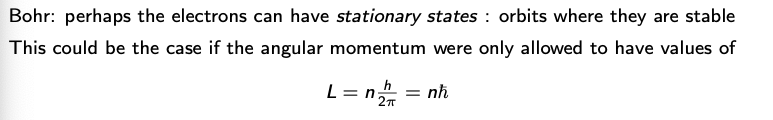 Bohr: perhaps the electrons can have stationary states : orbits where they are stable
This could be the case if the angular momentum were only allowed to have values of
L = n h/2π = nħ